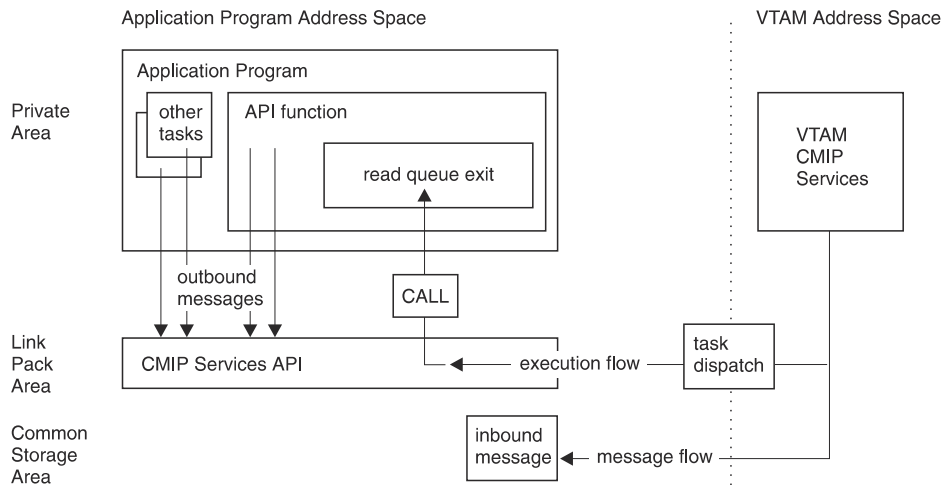 Application Program Address Space
VTAM Address Space
Application Program
Private
Area
other
tasks
API function
read queue exit
VTAM
CMIP
Services
outbound
messages
CALL
Link
Pack
Area
CMIP Services API
execution flow
task
dispatch
Common
Storage
Area
inbound
message
message flow